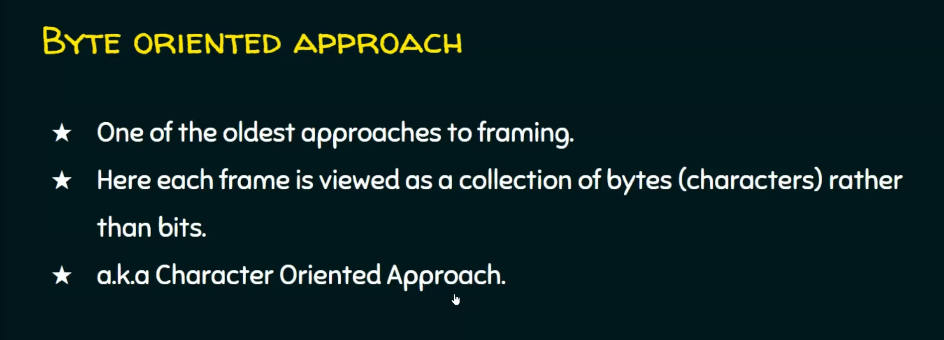 BYTE ORIENTED APPROACH
★ One of the oldest approaches to framing.
★ Here each frame is viewed as a collection of bytes (characters) rather
than bits.
★ a.k.a Character Oriented Approach.